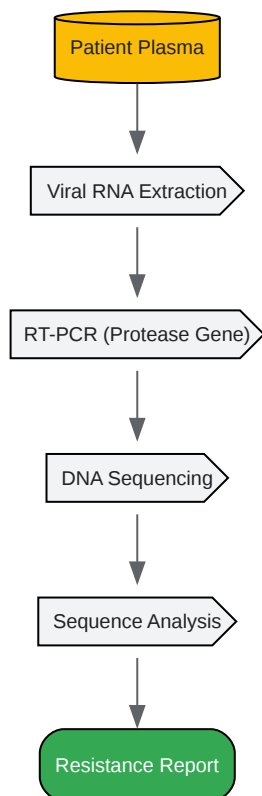 Patient Plasma
Viral RNA Extraction
RT-PCR (Protease Gene)
DNA Sequencing
Sequence Analysis
Resistance Report